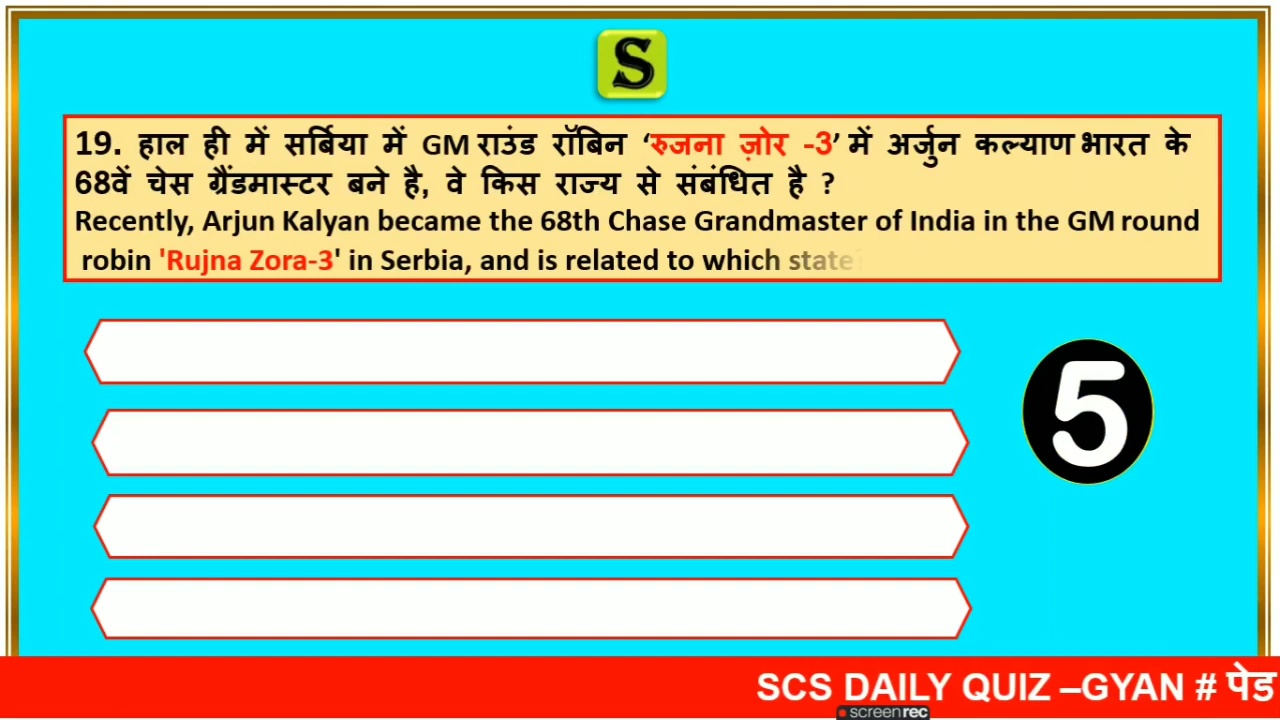 S
19. हाल ही में सर्बिया में GM राउंड रॉबिन ‘रुजना ज़ोर -3’ में अर्जुन कल्याण भारत के
68वें चेस ग्रैंडमास्टर बने है, वे किस राज्य से संबंधित है ?
Recently, Arjun Kalyan became the 68th Chase Grandmaster of India in the GM round
robin 'Rujna Zora-3' in Serbia, and is related to which state?
5
SCS DAILY QUIZ –GYAN # पेड
screenrec